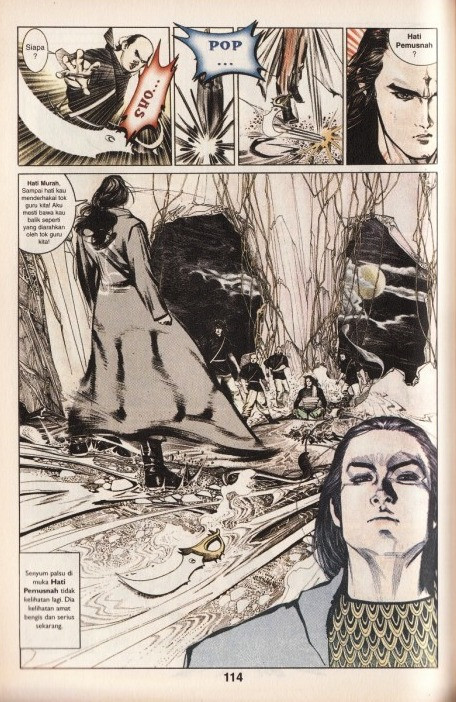 Siapa
?
SHO...
POP
...
Hati
Pemusnah
?
Hati Murah.
Sampai hati kau
menderhakai tok
guru kita! Aku
mesti bawa kau
balik seperti
yang diarahkan
oleh tok guru
kita!
Senyum palsu di
muka Hati
Pemusnah tidak
kelihatan lagi. Dia
kelihatan amat
bengis dan serius
sekarang.
114